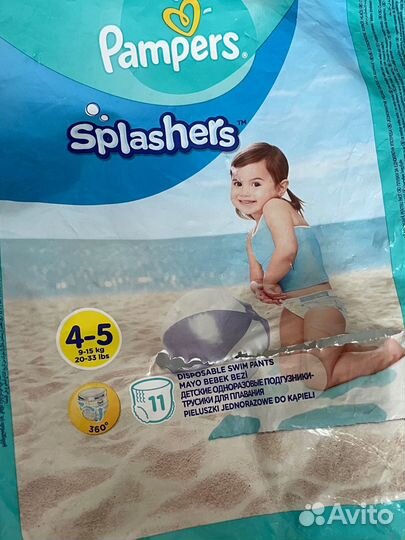 Pampers®
Splashers™
4-5
9-15 kg
20-33 lbs
360°
11
DISPOSABLE SWIM PANTS
MAYO BEBEK BEZİ
ДЕТСКИЕ ОДНОРАЗОВЫЕ ПОДГУЗНИКИ-
ТРУСИКИ ДЛЯ ПЛАВАНИЯ
PIELUSZKI JEDNORAZOWE DO KĄPIELI
Avito